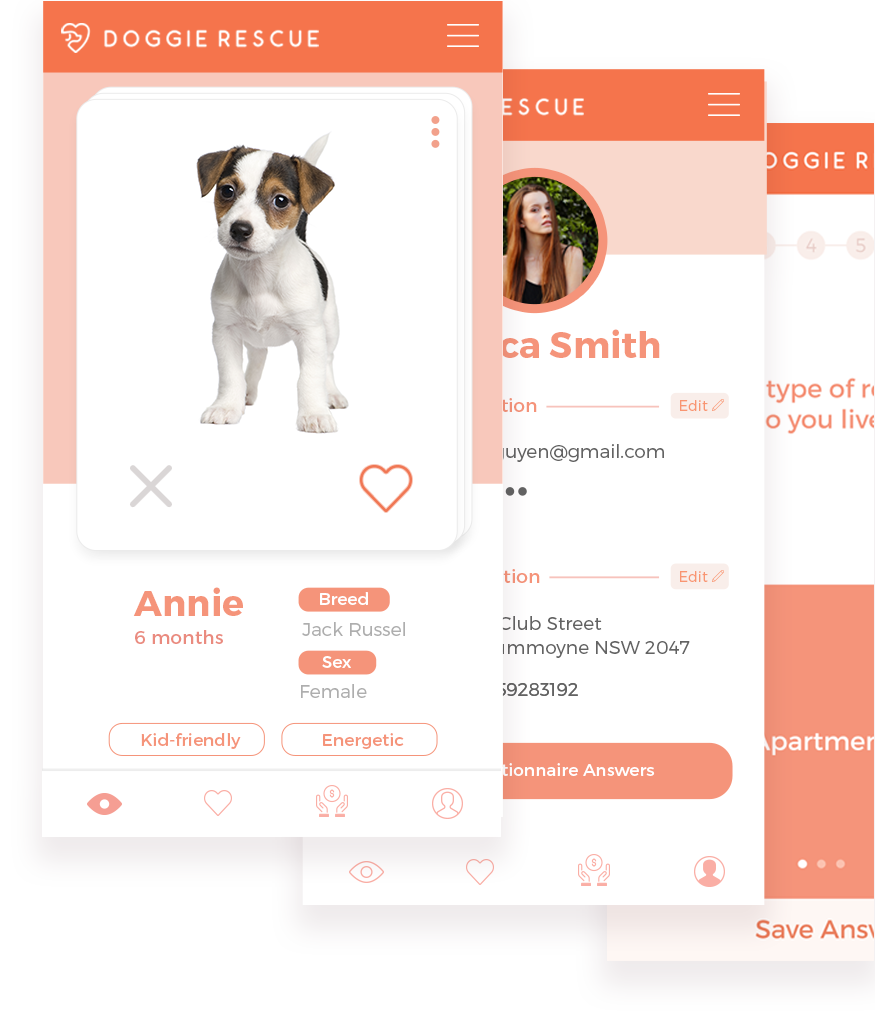 DOGGIE RESCUE
Annie
6 months
Breed
Jack Russel
Sex
Female
Kid-friendly
Energetic
$
ESCUE
ca Smith
tion
Edit
uyen@gmail.com
tion
Edit
Club Street
mmoyne NSW 2047
59283192
tionnaire Answers
$
OGGIE R
4
5
type of r
o you live
Apartmen
Save Answ